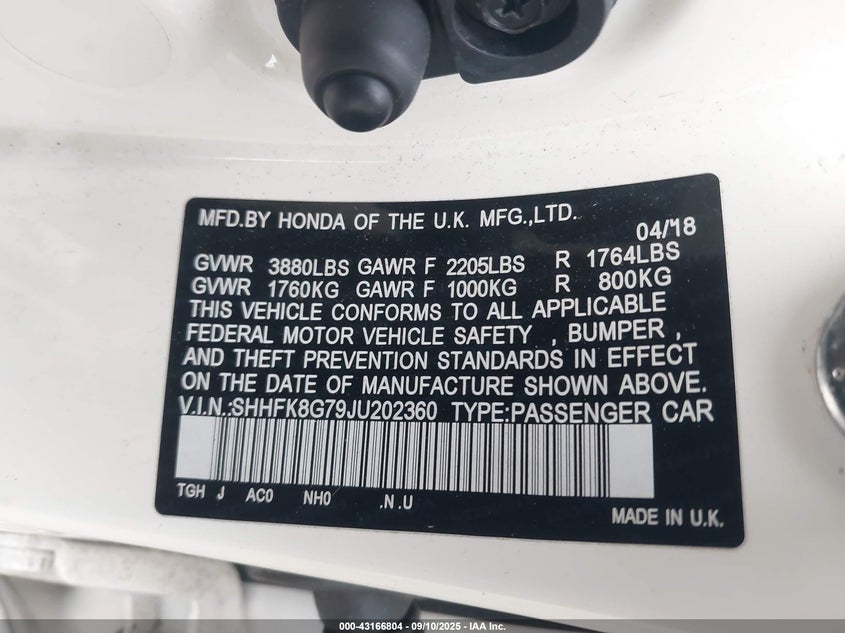 MFD.BY HONDA OF THE U.K. MFG.,LTD.
04/'18
GVWR 3880LBS GAWR F 2205LBS R 1764LBS
GVWR 1760KG GAWR F 1000KG R 800KG
THIS VEHICLE CONFORMS TO ALL APPLICABLE
FEDERAL MOTOR VEHICLE SAFETY , BUMPER ,
AND THEFT PREVENTION STANDARDS IN EFFECT
ON THE DATE OF MANUFACTURE SHOWN ABOVE.
V.I.N.:SHHFK8G79JU202360 TYPE:PASSENGER CAR
TGH J AC0 NH0 .N .U
MADE IN U.K.
000-43166804 - 09/10/2025 - IAA Inc.